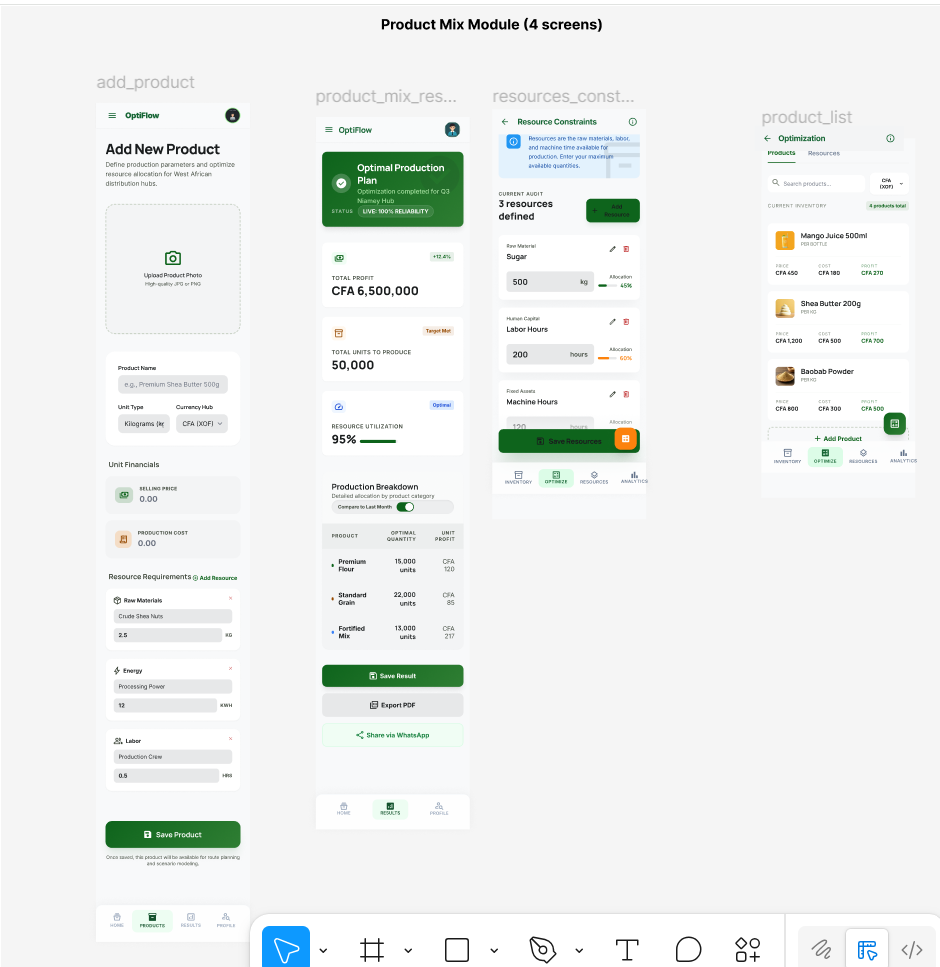 Product Mix Module (4 screens)
add_product
OptiFlow
Add New Product
Define production parameters and optimize
resource allocation for West African
distribution hubs.
Upload Product Photo
High-quality JPG or PNG
Product Name
e.g., Premium Shea Butter 500g
Unit Type
Currency Hub
Kilograms (kg
CFA (XOF)
Unit Financials
SELLING PRICE
0.00
PRODUCTION COST
0.00
Resource Requirements
Add Resource
Raw Materials
Crude Shea Nuts
2.5
KG
Energy
Processing Power
12
KWH
Labor
Production Crew
0.5
HRS
Save Product
Once saved, this product will be available for route planning
and scenario modeling.
HOME
PRODUCTS
RESULTS
PROFILE
product_mix_res...
OptiFlow
Optimal Production
Plan
Optimization completed for Q3
Niamey Hub
STATUS
LIVE: 100% RELIABILITY
+12.4%
TOTAL PROFIT
CFA 6,500,000
Target Met
TOTAL UNITS TO PRODUCE
50,000
Optimal
RESOURCE UTILIZATION
95%
Production Breakdown
Detailed allocation by product category
Compare to Last Month
PRODUCT
OPTIMAL
QUANTITY
UNIT
PROFIT
Premium
Flour
15,000
units
CFA
120
Standard
Grain
22,000
units
CFA
85
Fortified
Mix
13,000
units
CFA
217
Save Result
Export PDF
Share via WhatsApp
HOME
RESULTS
PROFILE
resources_const...
Resource Constraints
Resources are the raw materials, labor,
and machine time available for
production. Enter your maximum
available quantities.
CURRENT AUDIT
3 resources
defined
Add
Resource
Raw Material
Sugar
500
kg
Allocation
45%
Human Capital
Labor Hours
200
hours
Allocation
60%
Fixed Assets
Machine Hours
120
hours
Allocation
Save Resources
INVENTORY
OPTIMIZE
RESOURCES
ANALYTICS
product_list
Optimization
Products
Resources
Search products...
CFA
(XOF)
CURRENT INVENTORY
4 products total
Mango Juice 500ml
PER BOTTLE
PRICE
COST
PROFIT
CFA 450
CFA 180
CFA 270
Shea Butter 200g
PER KG
PRICE
COST
PROFIT
CFA 1,200
CFA 500
CFA 700
Baobab Powder
PER KG
PRICE
COST
PROFIT
CFA 800
CFA 300
CFA 500
+ Add Product
INVENTORY
OPTIMIZE
RESOURCES
ANALYTICS